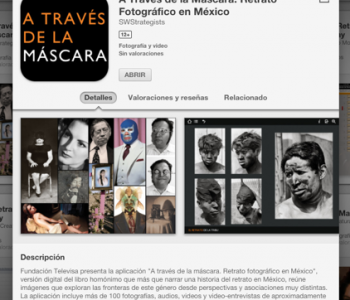 A TRAVÉS
DE LA
MÁSCARA
A Través de la Máscara. Retrato
Fotográfico en México
SWStrategists
12+
Fotografía y video
Sin valoraciones
ABRIR
Detalles
Valoraciones y reseñas
Relacionado
Descripción
Fundación Televisa presenta la aplicación "A través de la máscara. Retrato fotográfico en México",
versión digital del libro homónimo que más que narrar una historia del retrato en México, reúne
imágenes que exploran las fronteras de este género desde perspectivas y asociaciones muy distintas.
La aplicación incluye más de 100 fotografías, audios, videos y video-entrevistas de aproximadamente